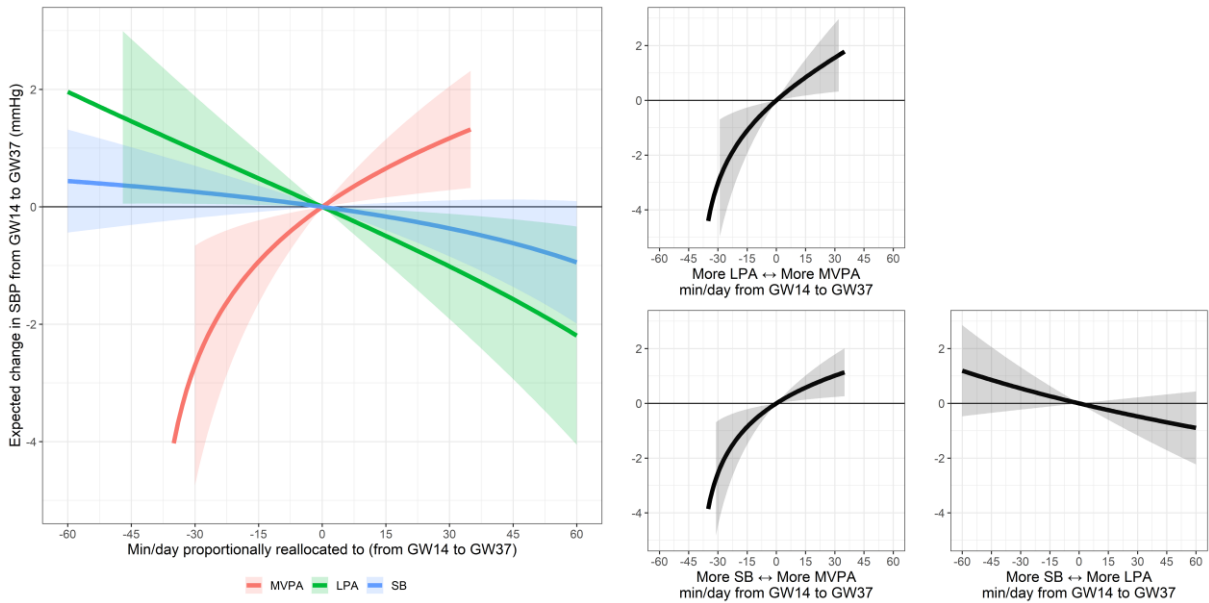 Expected change in SBP from GW14 to GW37 (mmHg)
2
0
-2
-4
-60 -45 -30 -15 0 15 30 45 60
Min/day proportionally reallocated to (from GW14 to GW37)
MVPA LPA SB
2
0
-2
-4
-60 -45 -30 -15 0 15 30 45 60
More LPA ↔ More MVPA
min/day from GW14 to GW37
2
0
-2
-4
-60 -45 -30 -15 0 15 30 45 60
More SB ↔ More MVPA
min/day from GW14 to GW37
2
0
-2
-4
-60 -45 -30 -15 0 15 30 45 60
More SB ↔ More LPA
min/day from GW14 to GW37